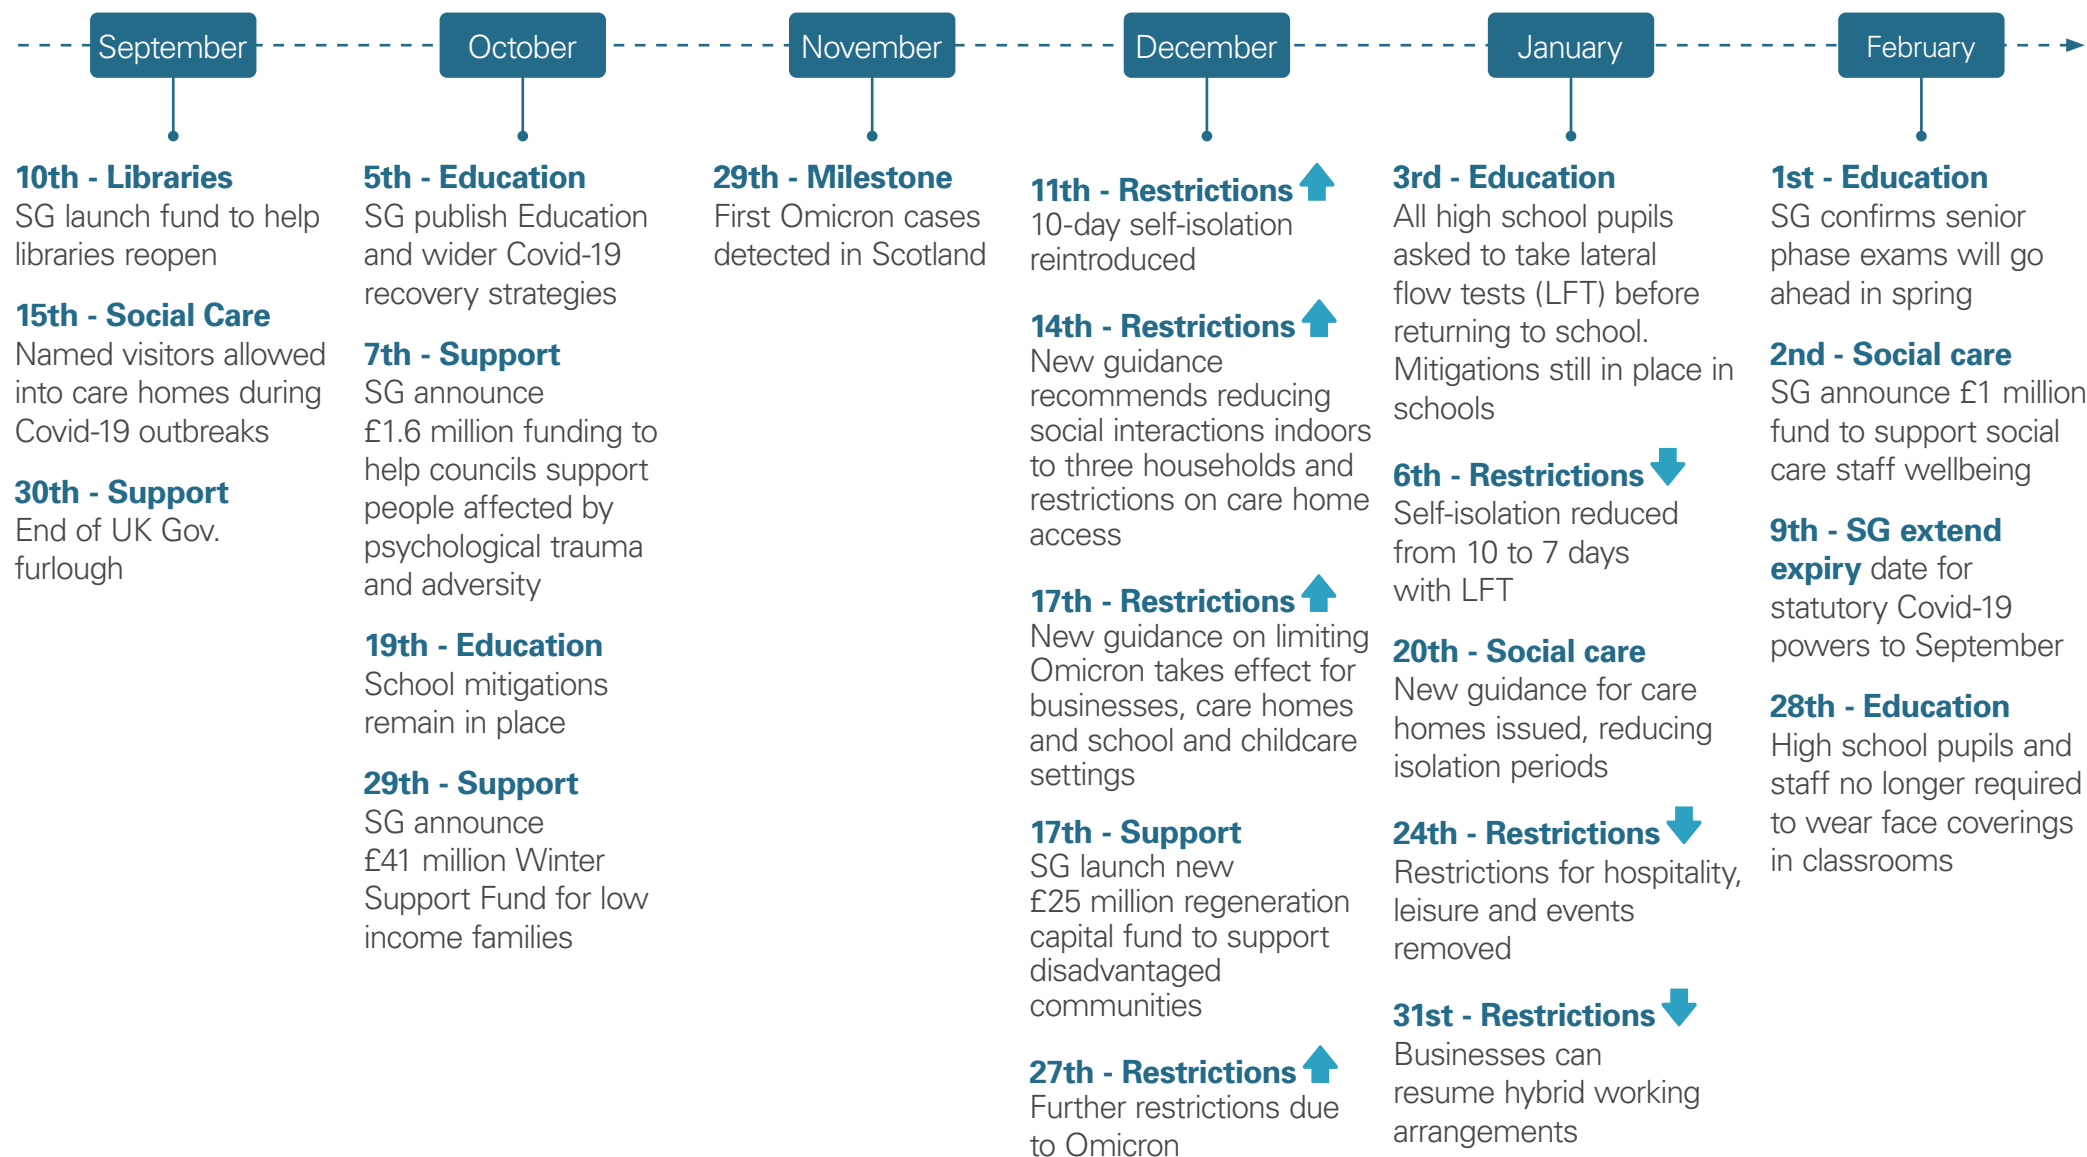 September
October
November
December
January
February
10th - Libraries
SG launch fund to help
libraries reopen
15th - Social Care
Named visitors allowed
into care homes during
Covid-19 outbreaks
30th - Support
End of UK Gov.
furlough
5th - Education
SG publish Education
and wider Covid-19
recovery strategies
7th - Support
SG announce
£1.6 million funding to
help councils support
people affected by
psychological trauma
and adversity
19th - Education
School mitigations
remain in place
29th - Support
SG announce
£41 million Winter
Support Fund for low
income families
29th - Milestone
First Omicron cases
detected in Scotland
11th - Restrictions
10-day self-isolation
reintroduced
14th - Restrictions
New guidance
recommends reducing
social interactions indoors
to three households and
restrictions on care home
access
17th - Restrictions
New guidance on limiting
Omicron takes effect for
businesses, care homes
and school and childcare
settings
17th - Support
SG launch new
£25 million regeneration
capital fund to support
disadvantaged
communities
27th - Restrictions
Further restrictions due
to Omicron
3rd - Education
All high school pupils
asked to take lateral
flow tests (LFT) before
returning to school.
Mitigations still in place in
schools
6th - Restrictions
Self-isolation reduced
from 10 to 7 days
with LFT
20th - Social care
New guidance for care
homes issued, reducing
isolation periods
24th - Restrictions
Restrictions for hospitality,
leisure and events
removed
31st - Restrictions
Businesses can
resume hybrid working
arrangements
1st - Education
SG confirms senior
phase exams will go
ahead in spring
2nd - Social care
SG announce £1 million
fund to support social
care staff wellbeing
9th - SG extend
expiry date for
statutory Covid-19
powers to September
28th - Education
High school pupils and
staff no longer required
to wear face coverings
in classrooms